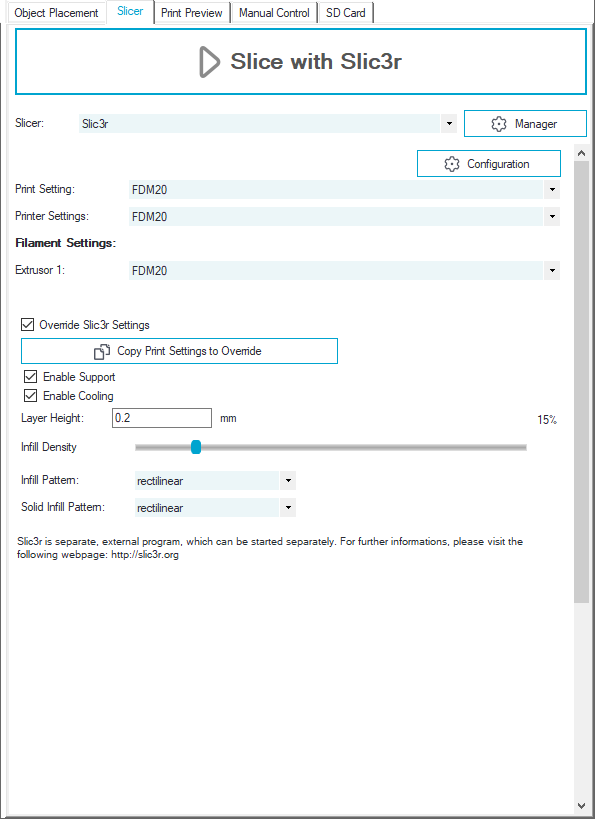 Object Placement Slicer Print Preview Manual Control SD Card
Slice with Slic3r
Slicer: Slic3r Manager
Configuration
Print Setting: FDM20
Printer Settings: FDM20
Filament Settings:
Extrusor 1: FDM20
Override Slic3r Settings
Copy Print Settings to Override
Enable Support
Enable Cooling
Layer Height: 0.2 mm 15%
Infill Density
Infill Pattern: rectilinear
Solid Infill Pattern: rectilinear
Slic3r is separate, external program, which can be started separately. For further informations, please visit the
following webpage: http://slic3r.org